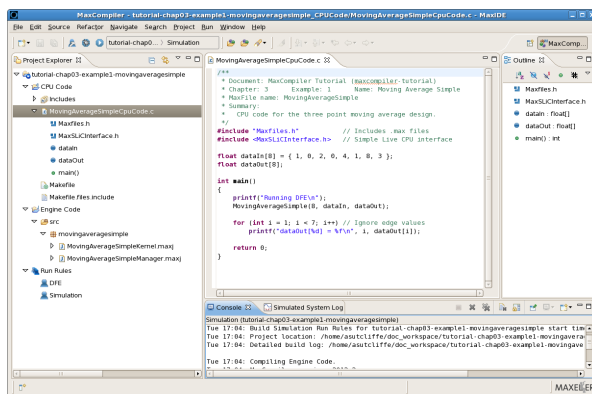 MaxCompiler - tutorial-chap03-example1-movingaveragesimple_CPUCode/MovingAverageSimpleCpuCode.c - MaxIDE
File Edit Source Refactor Navigate Search Project Run Window Help
tutorial-chap0... ) Simulation
MaxComp...
Project Explorer
tutorial-chap03-example1-movingaveragesimple
CPU Code
Includes
MovingAverageSimpleCpuCode.c
Maxfiles.h
MaxSLiCInterface.h
dataIn
dataOut
main()
Makefile
Makefile.files.include
Engine Code
src
movingaveragesimple
MovingAverageSimpleKernel.maxj
MovingAverageSimpleManager.maxj
Run Rules
DFE
Simulation
MovingAverageSimpleCpuCode.c
/**
* Document: MaxCompiler Tutorial (maxcompiler-tutorial)
* Chapter: 3 Example: 1 Name: Moving Average Simple
* MaxFile name: MovingAverageSimple
* Summary:
* CPU code for the three point moving average design.
*/
#include "Maxfiles.h" // Includes .max files
#include <MaxSLiCInterface.h> // Simple Live CPU interface
float dataIn[8] = { 1, 0, 2, 0, 4, 1, 8, 3 };
float dataOut[8];
int main()
{
printf("Running DFE\n");
MovingAverageSimple(8, dataIn, dataOut);
for (int i = 1; i < 7; i++) // Ignore edge values
printf("dataOut[%d] = %f\n", i, dataOut[i]);
return 0;
}
Outline
Maxfiles.h
MaxSLiCInterface.h
dataIn : float[]
dataOut : float[]
main() : int
Console Simulated System Log
Simulation (tutorial-chap03-example1-movingaveragesimple)
Tue 17:04: Build Simulation Run Rules for tutorial-chap03-example1-movingaveragesimple start time
Tue 17:04: Project location: /home/asutcliffe/doc_workspace/tutorial-chap03-example1-movingaverag
Tue 17:04: Detailed build log: /home/asutcliffe/doc_workspace/tutorial-chap03-example1-movingave
Tue 17:04: Compiling Engine Code.
MAXELER